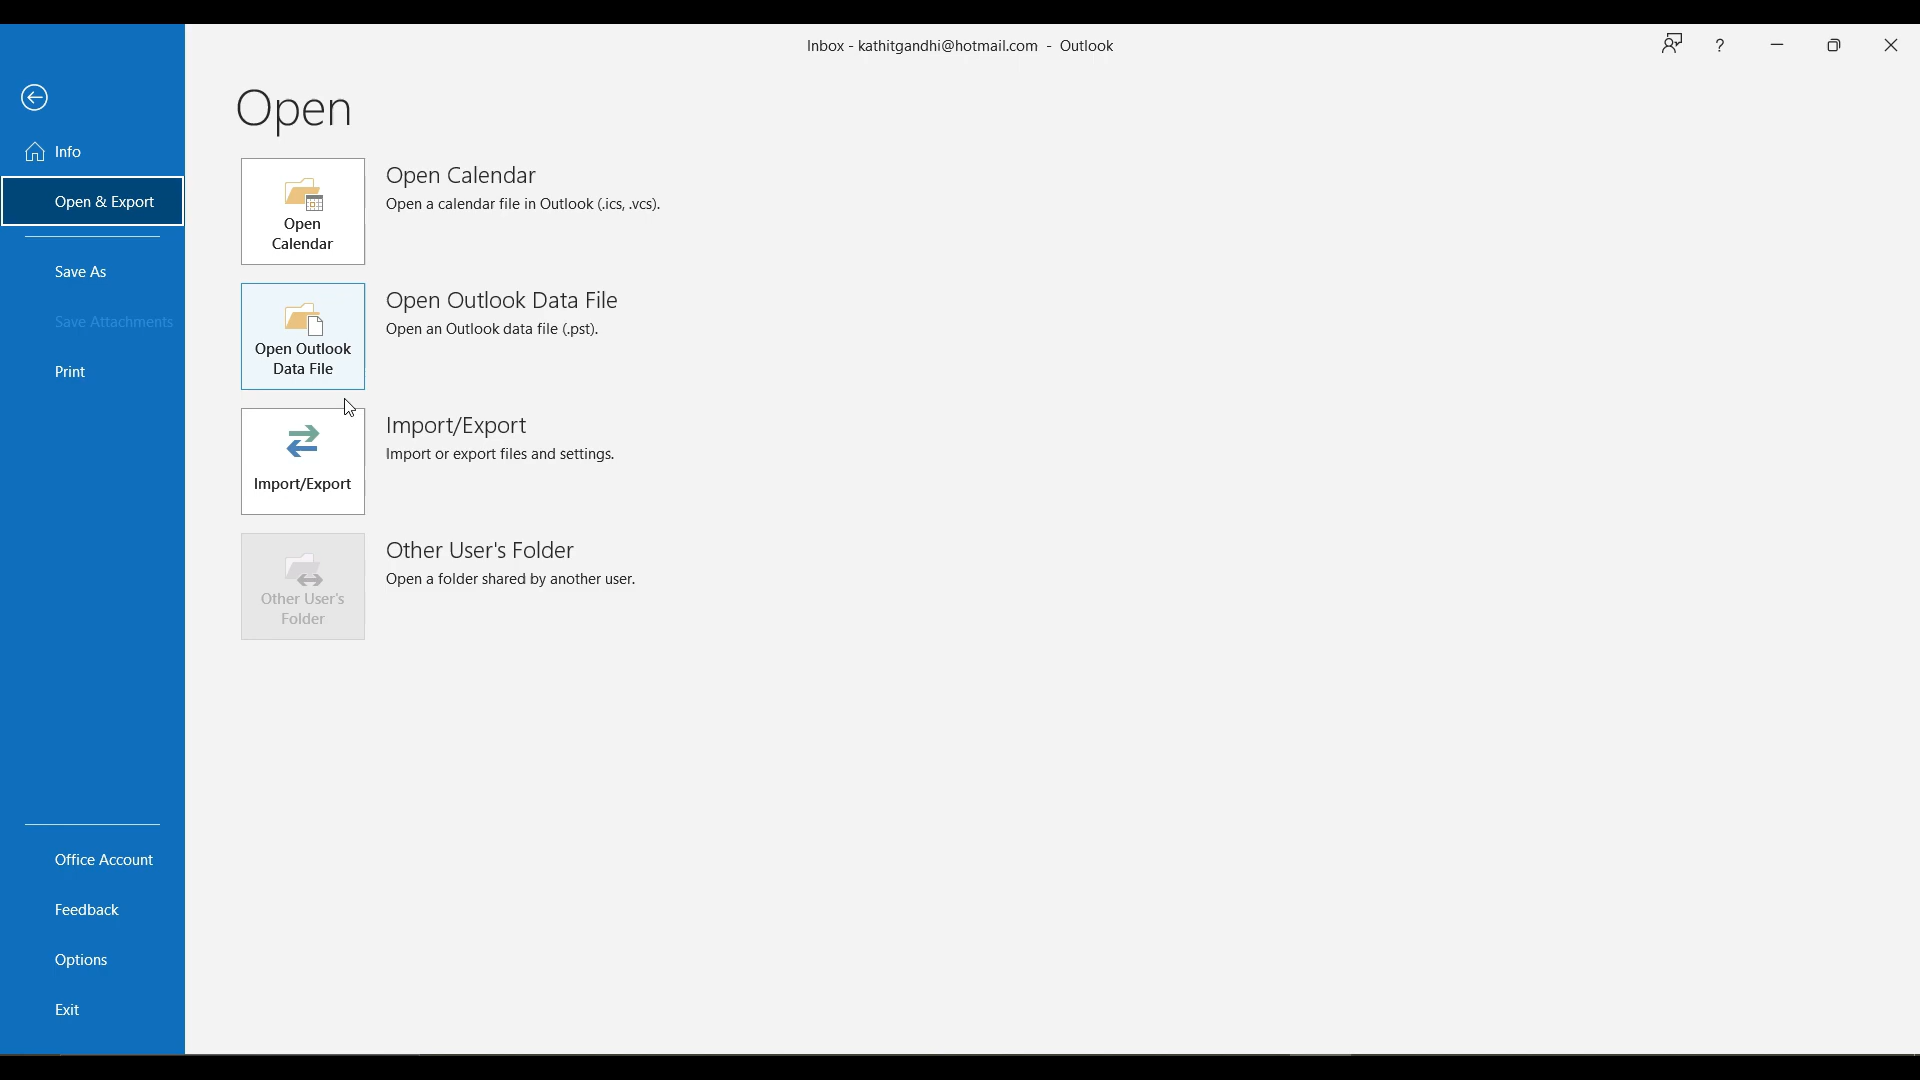 Inbox - kathitgandhi@hotmail.com - Outlook
?
Info
Open & Export
Save As
Save Attachments
Print
Office Account
Feedback
Options
Exit
Open
Open
Calendar
Open Calendar
Open a calendar file in Outlook (.ics, .vcs).
Open Outlook
Data File
Open Outlook Data File
Open an Outlook data file (.pst).
Import/Export
Import/Export
Import or export files and settings.
Other User's
Folder
Other User's Folder
Open a folder shared by another user.